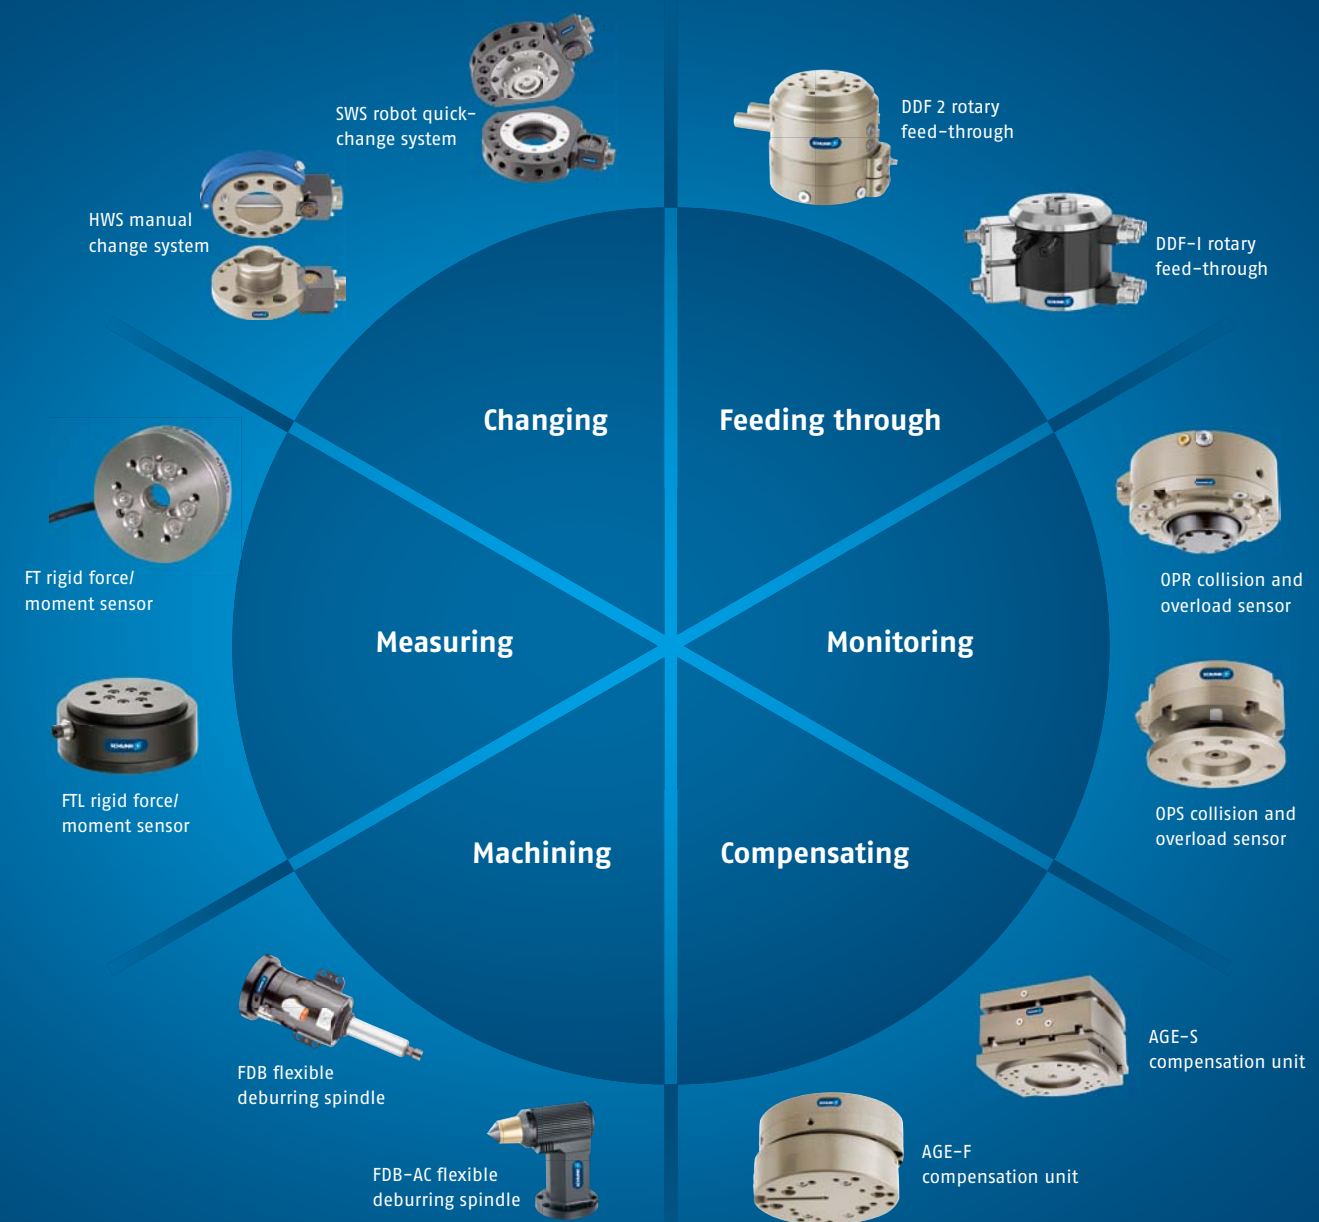 SWS robot quick-
change system
HWS manual
change system
DDF 2 rotary
feed-through
DDF-I rotary
feed-through
Changing
Feeding through
FT rigid force/
moment sensor
OPR collision and
overload sensor
Measuring
Monitoring
FTL rigid force/
moment sensor
OPS collision and
overload sensor
Machining
Compensating
FDB flexible
deburring spindle
AGE-S
compensation unit
FDB-AC flexible
deburring spindle
AGE-F
compensation unit
SCHUNK